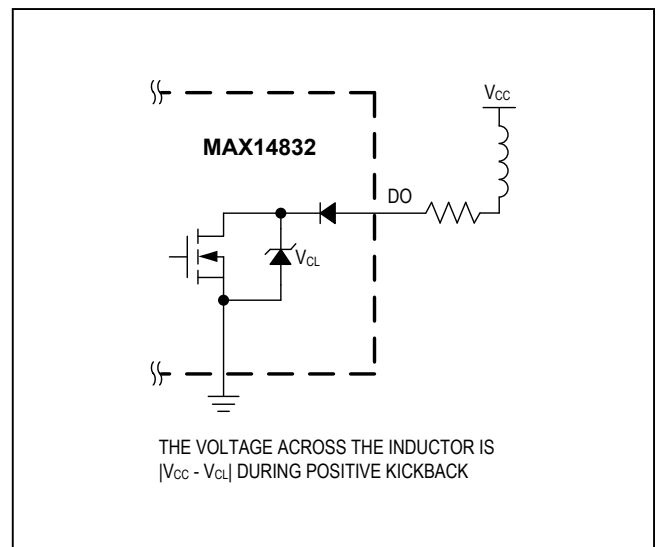 VCC
MAX14832
DO
VCL
THE VOLTAGE ACROSS THE INDUCTOR IS
|VCC - VCL| DURING POSITIVE KICKBACK